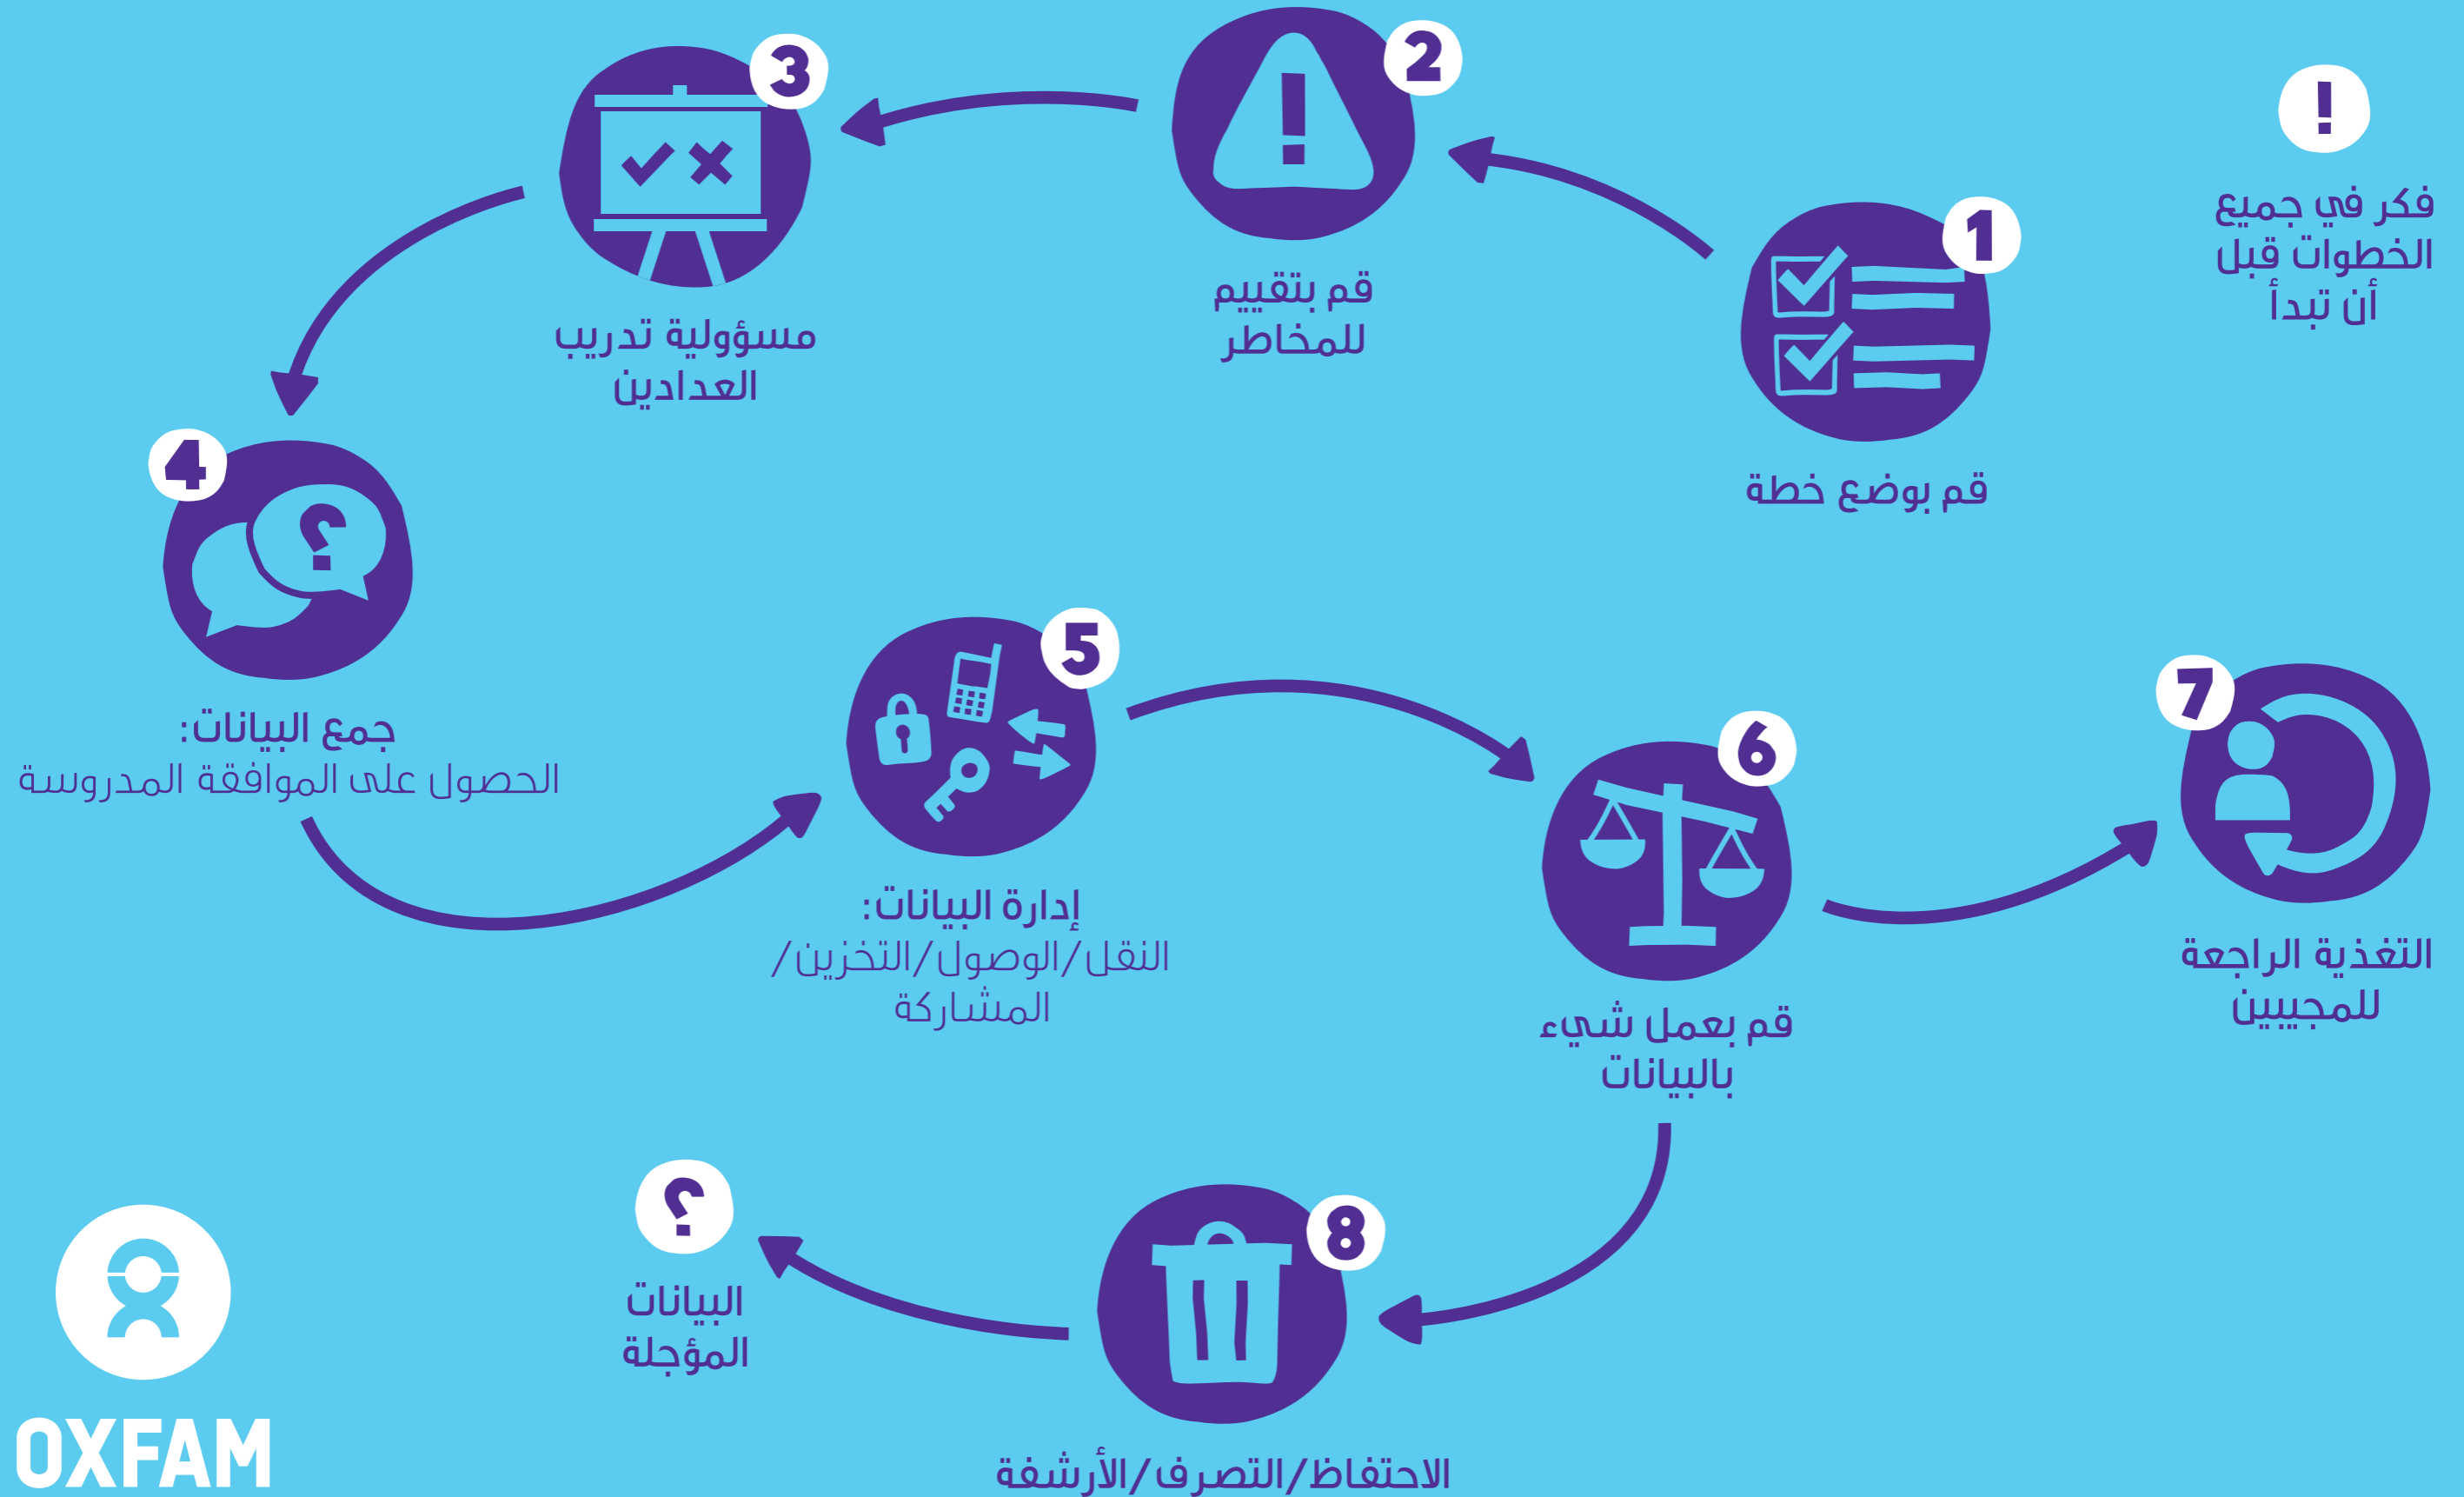 !
فكر في جميع
الخطوات قبل
أن تبدأ
1
قم بوضع خطة
2
قم بتقييم
للمخاطر
3
مسؤولية تدريب
العدادين
4
؟
جمع البيانات:
الحصول على الموافقة المدروسة
5
إدارة البيانات:
النقل/الوصول/التخزين/
المشاركة
6
قم بعمل شيء
بالبيانات
7
التغذية الراجعة
للمجيبين
8
الاحتفاظ/التصرف/الأرشفة
؟
البيانات
المؤجلة
OXFAM